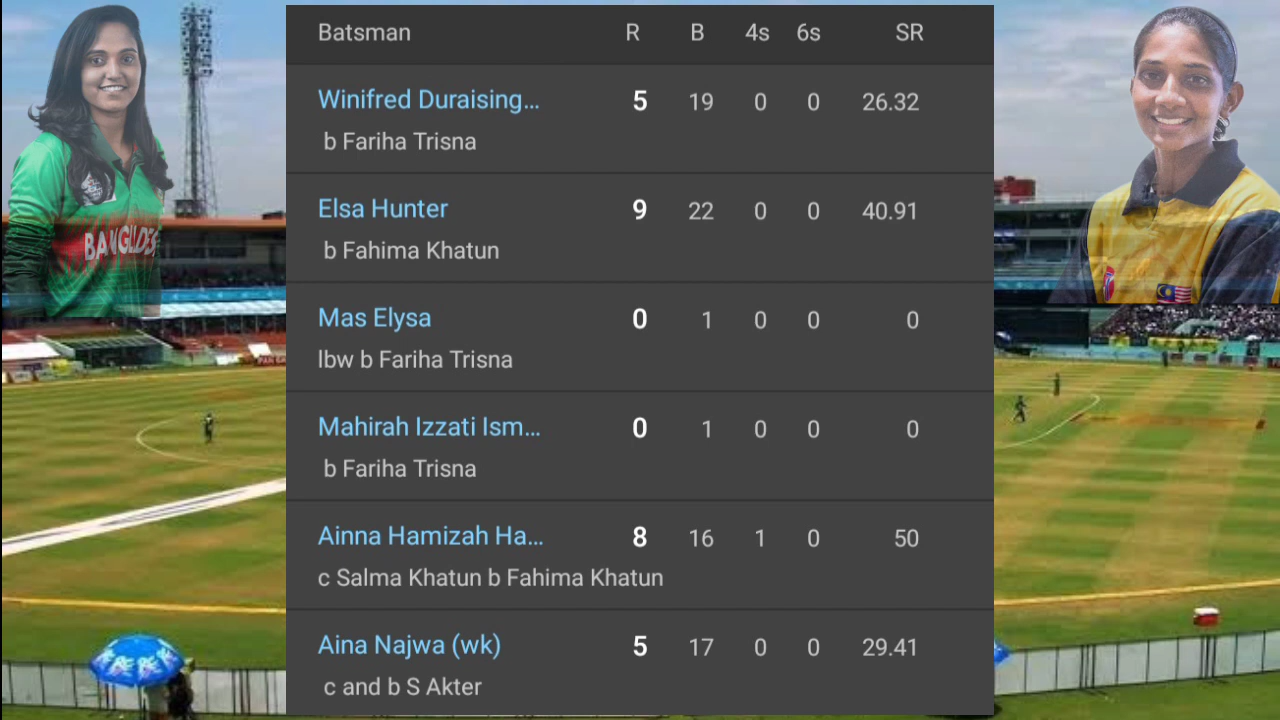 Batsman R B 4s 6s SR
Winifred Duraising... 5 19 0 0 26.32
b Fariha Trisna
Elsa Hunter 9 22 0 0 40.91
b Fahima Khatun
Mas Elysa 0 1 0 0 0
lbw b Fariha Trisna
Mahirah Izzati Ism... 0 1 0 0 0
b Fariha Trisna
Ainna Hamizah Ha... 8 16 1 0 50
c Salma Khatun b Fahima Khatun
Aina Najwa (wk) 5 17 0 0 29.41
c and b S Akter